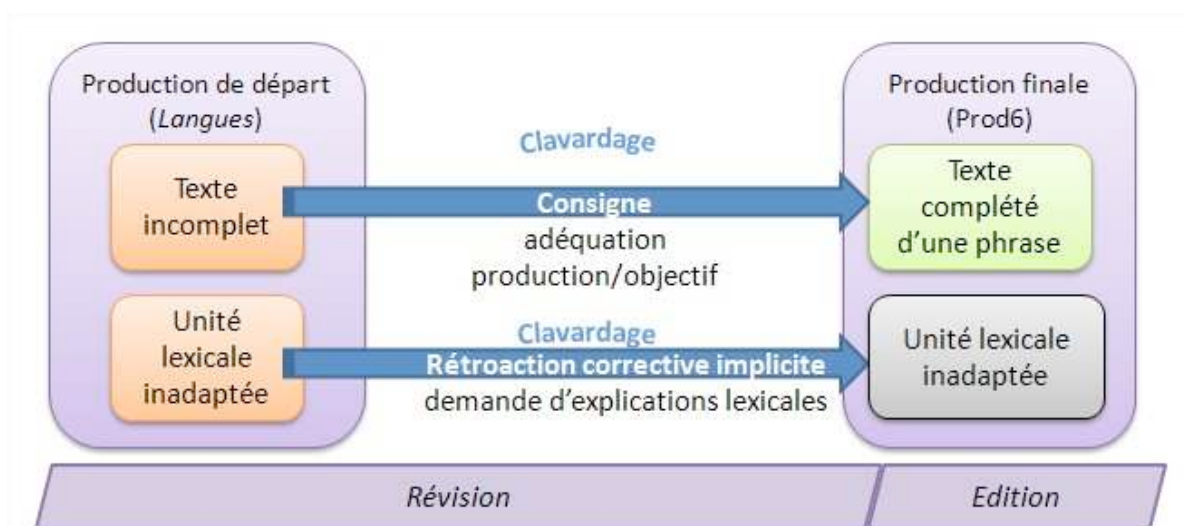 Production de départ
(Langues)
Texte
incomplet
Unité
lexicale
inadaptée
Clavardage
Consigne
adéquation
production/objectif
Clavardage
Rétroaction corrective implicite
demande d'explications lexicales
Production finale
(Prod6)
Texte
complété
d'une phrase
Unité lexicale
inadaptée
Révision
Edition